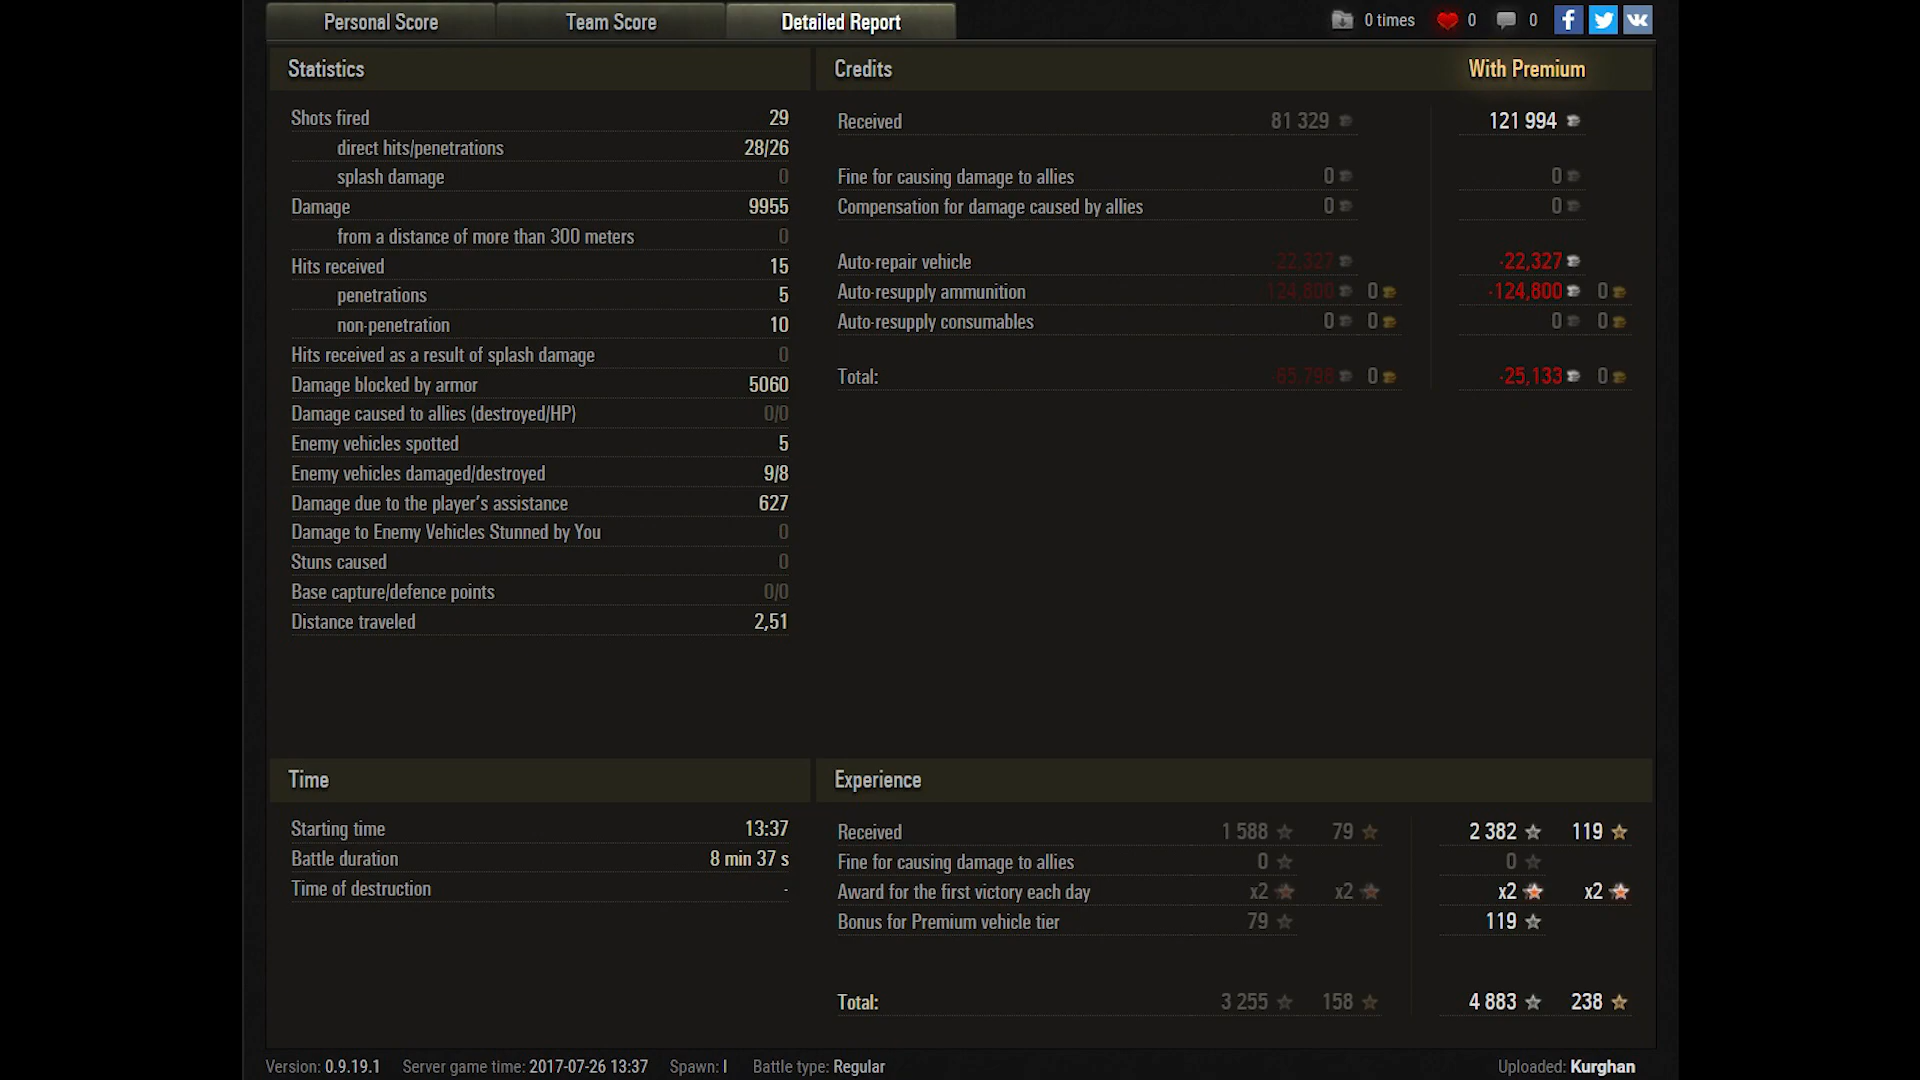 Personal Score Team Score Detailed Report 0 times 0 0
Statistics
Shots fired 29
direct hits/penetrations 28/26
splash damage 0
Damage 9955
from a distance of more than 300 meters 0
Hits received 15
penetrations 5
non-penetration 10
Hits received as a result of splash damage 0
Damage blocked by armor 5060
Damage caused to allies (destroyed/HP) 0/0
Enemy vehicles spotted 5
Enemy vehicles damaged/destroyed 9/8
Damage due to the player's assistance 627
Damage to Enemy Vehicles Stunned by You 0
Stuns caused 0
Base capture/defence points 0/0
Distance traveled 2,51
Credits With Premium
Received 81 329 121 994
Fine for causing damage to allies 0 0
Compensation for damage caused by allies 0 0
Auto-repair vehicle -22,327 -22,327
Auto-resupply ammunition -124,800 0 -124,800 0
Auto-resupply consumables 0 0 0 0
Total: -65,798 0 -25,133 0
Time
Starting time 13:37
Battle duration 8 min 37 s
Time of destruction -
Experience
Received 1 588 79 2 382 119
Fine for causing damage to allies 0 0
Award for the first victory each day x2 x2 x2 x2
Bonus for Premium vehicle tier 79 119
Total: 3 255 158 4 883 238
Version: 0.9.19.1 Server game time: 2017-07-26 13:37 Spawn: I Battle type: Regular Uploaded: Kurghan